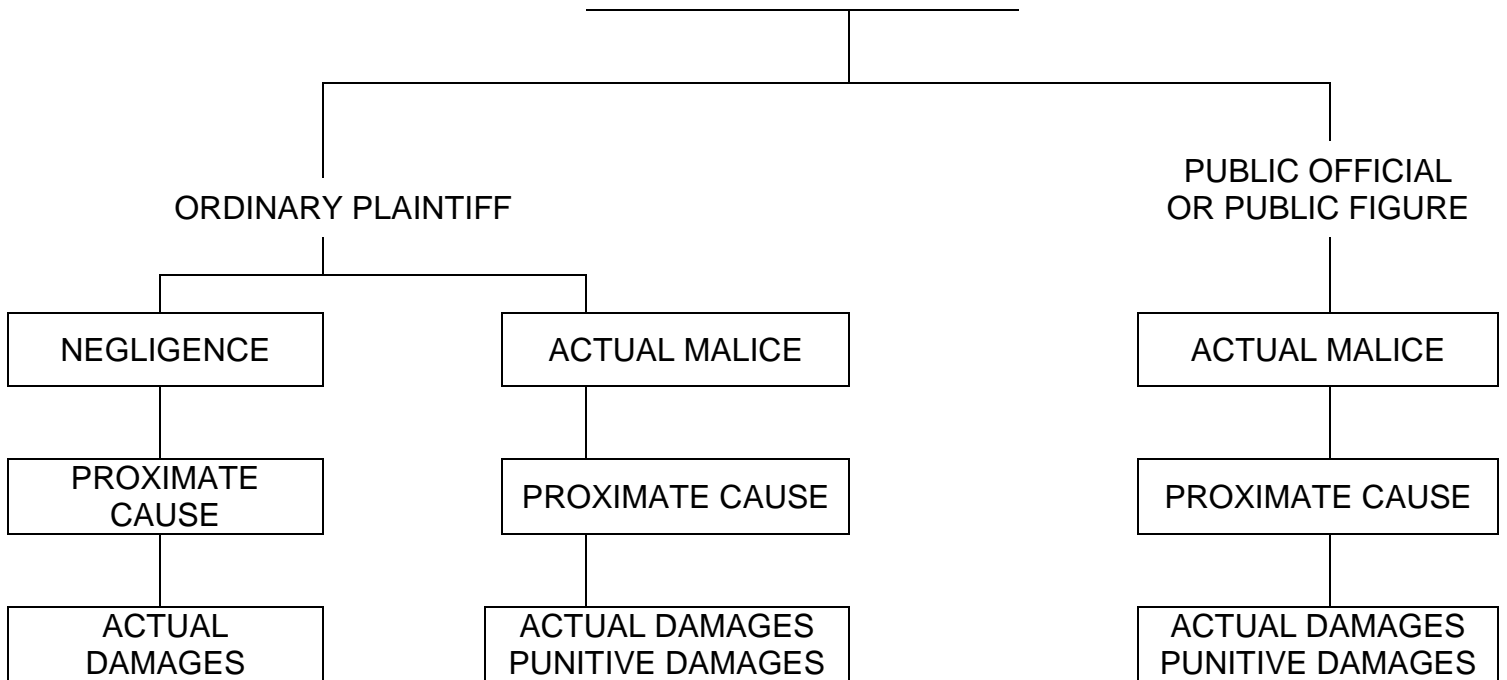 PUBLIC OFFICIAL
OR PUBLIC FIGURE
ORDINARY PLAINTIFF
NEGLIGENCE
ACTUAL MALICE
ACTUAL MALICE
PROXIMATE
CAUSE
PROXIMATE CAUSE
PROXIMATE CAUSE
ACTUAL
DAMAGES
ACTUAL DAMAGES
PUNITIVE DAMAGES
ACTUAL DAMAGES
PUNITIVE DAMAGES